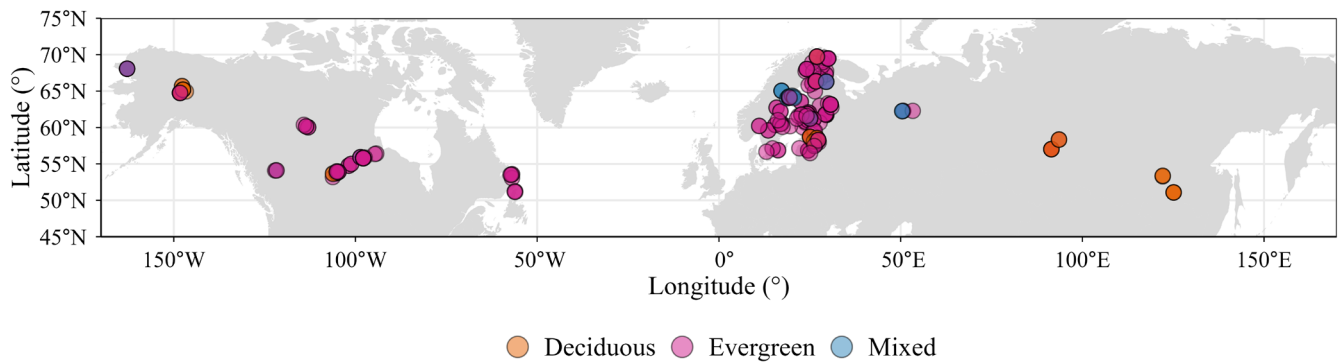 75°N
70°N
65°N
60°N
55°N
50°N
45°N
Latitude (°)
150°W 100°W 50°W 0° 50°E 100°E 150°E
Longitude (°)
Deciduous Evergreen Mixed